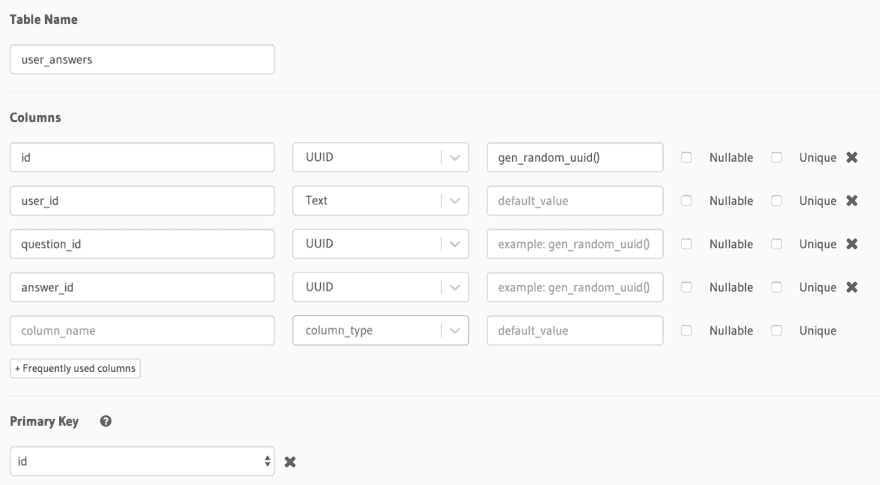 Table Name
user_answers
Columns
id UUID gen_random_uuid() Nullable Unique
user_id Text default_value Nullable Unique
question_id UUID example: gen_random_uuid() Nullable Unique
answer_id UUID example: gen_random_uuid() Nullable Unique
column_name column_type default_value Nullable Unique
+ Frequently used columns
Primary Key ?
id